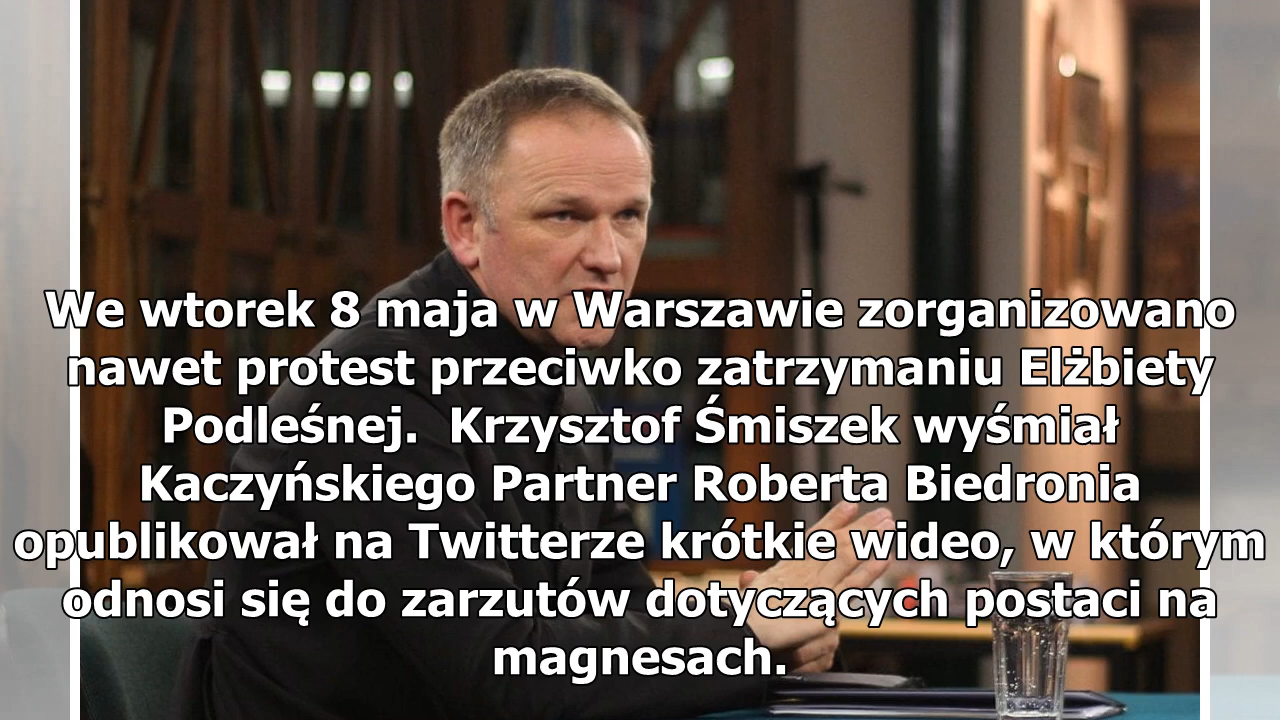 We wtorek 8 maja w Warszawie zorganizowano
nawet protest przeciwko zatrzymaniu Elżbiety
Podleśnej.  Krzysztof Śmiszek wyśmiał
Kaczyńskiego Partner Roberta Biedronia
opublikował na Twitterze krótkie wideo, w którym
odnosi się do zarzutów dotyczących postaci na
magnesach.